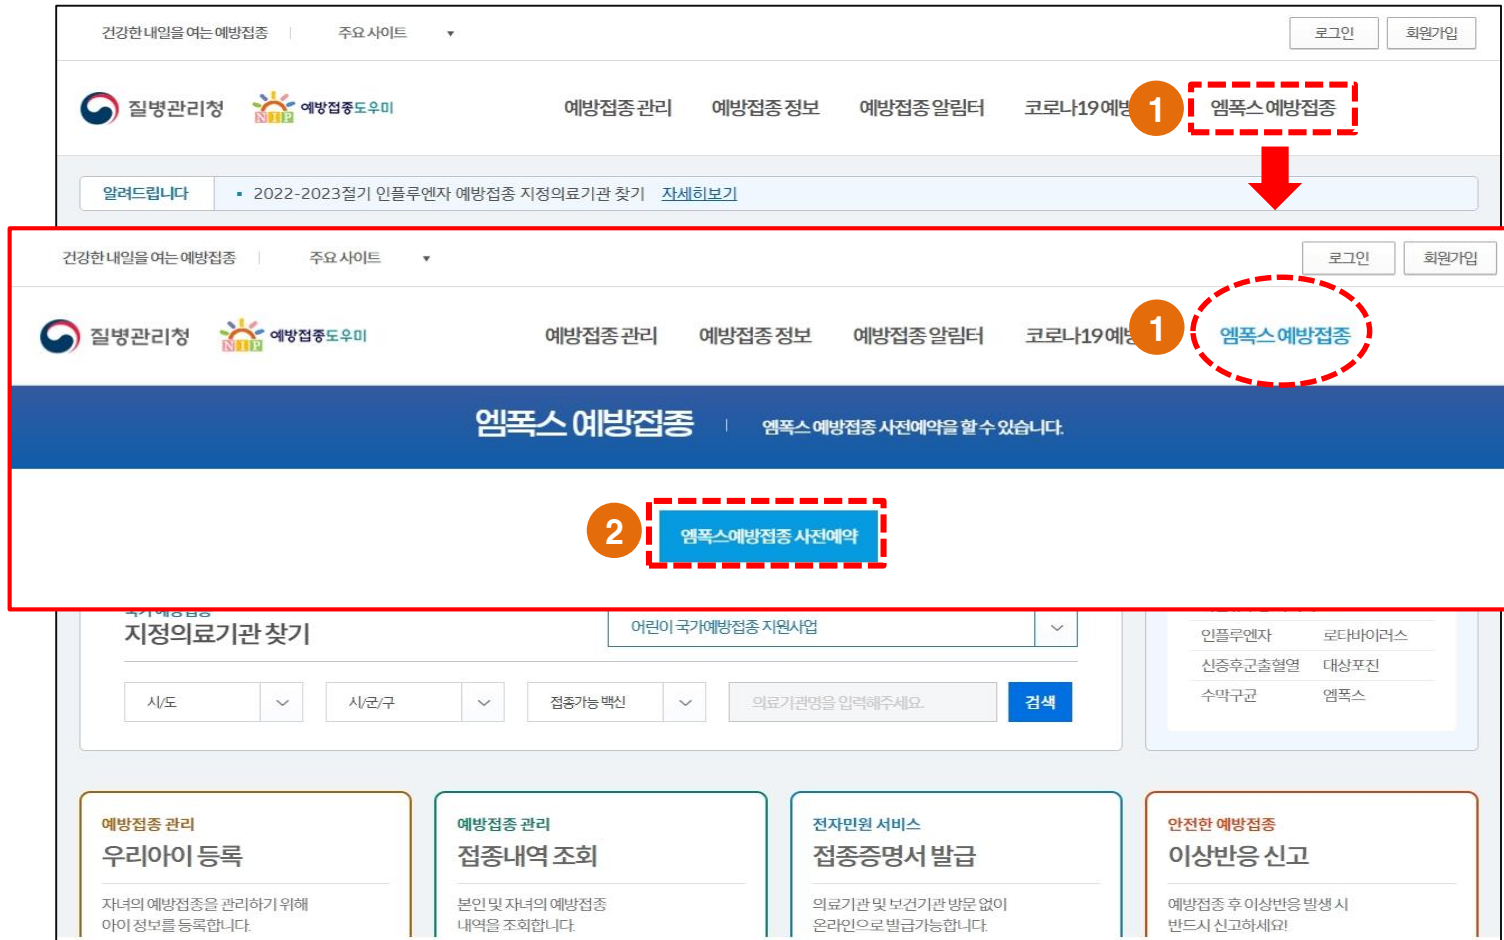 건강한 내일을 여는 예방접종 주요 사이트 ▼ 로그인 회원가입
질병관리청 NIP 예방접종도우미 예방접종 관리 예방접종 정보 예방접종 알림터 코로나19 1 엠폭스 예방접종
알려드립니다 ▪ 2022-2023절기 인플루엔자 예방접종 지정의료기관 찾기 자세히보기
건강한 내일을 여는 예방접종 주요 사이트 ▼ 로그인 회원가입
질병관리청 NIP 예방접종도우미 예방접종 관리 예방접종 정보 예방접종 알림터 코로나19 1 엠폭스 예방접종
엠폭스 예방접종 엠폭스 예방접종 사전예약을 할 수 있습니다.
2 엠폭스예방접종 사전예약
지정의료기관 찾기 어린이 국가예방접종 지원사업
시/도 시/군/구 접종가능 백신 의료기관명을 입력해주세요. 검색
인플루엔자 로타바이러스
신증후군출혈열 대상포진
수막구균 엠폭스
예방접종 관리
우리아이 등록
자녀의 예방접종을 관리하기 위해
아이 정보를 등록합니다.
예방접종 관리
접종내역 조회
본인 및 자녀의 예방접종
내역을 조회합니다.
전자민원 서비스
접종증명서 발급
의료기관 및 보건기관 방문 없이
온라인으로 발급가능합니다.
안전한 예방접종
이상반응 신고
예방접종 후 이상반응 발생 시
반드시 신고하세요!